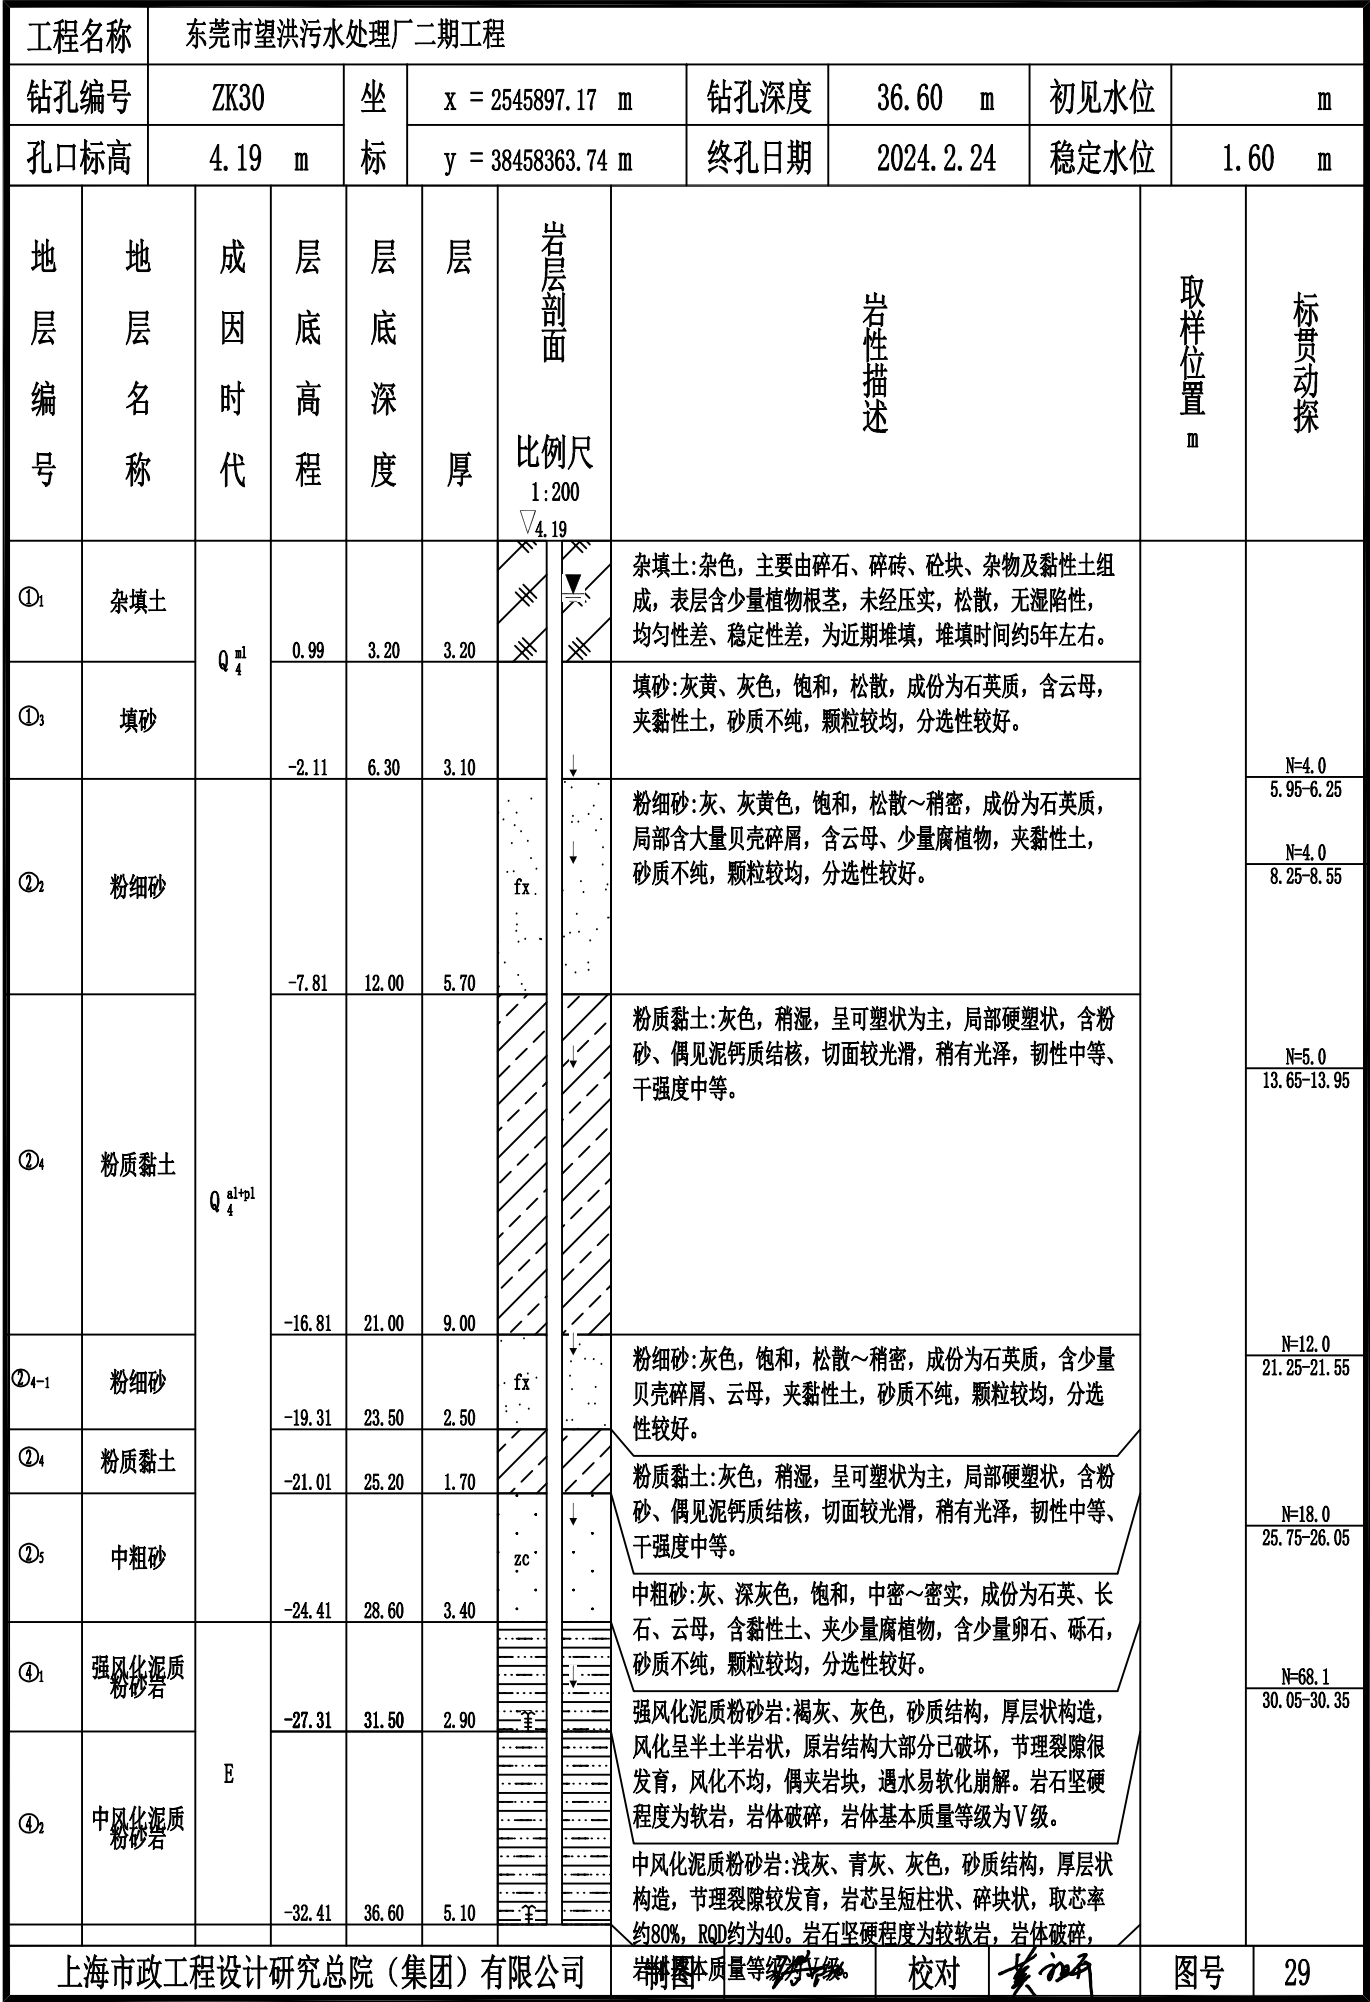 工程名称 东莞市望洪污水处理厂二期工程
钻孔编号 ZK30 坐标 x = 2545897.17 m 钻孔深度 36.60 m 初见水位 m
孔口标高 4.19 m y = 38458363.74 m 终孔日期 2024.2.24 稳定水位 1.60 m
地层编号 地层名称 成因时代 层底高程 层底深度 层厚 岩层剖面 岩性描述 取样位置 m 标贯动探
比例尺
1:200
4.19
①1 杂填土 0.99 3.20 3.20
杂填土:杂色，主要由碎石、碎砖、砼块、杂物及黏性土组
成，表层含少量植物根茎，未经压实，松散，无湿陷性，
均匀性差、稳定性差，为近期堆填，堆填时间约5年左右。
Q 4 ml
①3 填砂 -2.11 6.30 3.10
填砂:灰黄、灰色，饱和，松散，成份为石英质，含云母，
夹黏性土，砂质不纯，颗粒较均，分选性较好。
N=4.0
5.95-6.25
②2 粉细砂 -7.81 12.00 5.70
fx
粉细砂:灰、灰黄色，饱和，松散～稍密，成份为石英质，
局部含大量贝壳碎屑，含云母、少量腐植物，夹黏性土，
砂质不纯，颗粒较均，分选性较好。
N=4.0
8.25-8.55
②4 粉质黏土 -16.81 21.00 9.00
粉质黏土:灰色，稍湿，呈可塑状为主，局部硬塑状，含粉
砂、偶见泥钙质结核，切面较光滑，稍有光泽，韧性中等、
干强度中等。
N=5.0
13.65-13.95
Q 4 al+pl
②4-1 粉细砂 -19.31 23.50 2.50
fx
粉细砂:灰色，饱和，松散～稍密，成份为石英质，含少量
贝壳碎屑、云母，夹黏性土，砂质不纯，颗粒较均，分选
性较好。
N=12.0
21.25-21.55
②4 粉质黏土 -21.01 25.20 1.70
粉质黏土:灰色，稍湿，呈可塑状为主，局部硬塑状，含粉
砂、偶见泥钙质结核，切面较光滑，稍有光泽，韧性中等、
干强度中等。
②5 中粗砂 -24.41 28.60 3.40
zc
中粗砂:灰、深灰色，饱和，中密～密实，成份为石英、长
石、云母，含黏性土、夹少量腐植物，含少量卵石、砾石，
砂质不纯，颗粒较均，分选性较好。
N=18.0
25.75-26.05
④1 强风化泥质
粉砂岩
-27.31 31.50 2.90
强风化泥质粉砂岩:褐灰、灰色，砂质结构，厚层状构造，
风化呈半土半岩状，原岩结构大部分已破坏，节理裂隙很
发育，风化不均，偶夹岩块，遇水易软化崩解。岩石坚硬
程度为软岩，岩体破碎，岩体基本质量等级为Ⅴ级。
N=68.1
30.05-30.35
E
④2 中风化泥质
粉砂岩
-32.41 36.60 5.10
中风化泥质粉砂岩:浅灰、青灰、灰色，砂质结构，厚层状
构造，节理裂隙较发育，岩芯呈短柱状、碎块状，取芯率
约80%，RQD约为40。岩石坚硬程度为较软岩，岩体破碎，
岩体基本质量等级
上海市政工程设计研究总院（集团）有限公司 制图 校对 图号 29